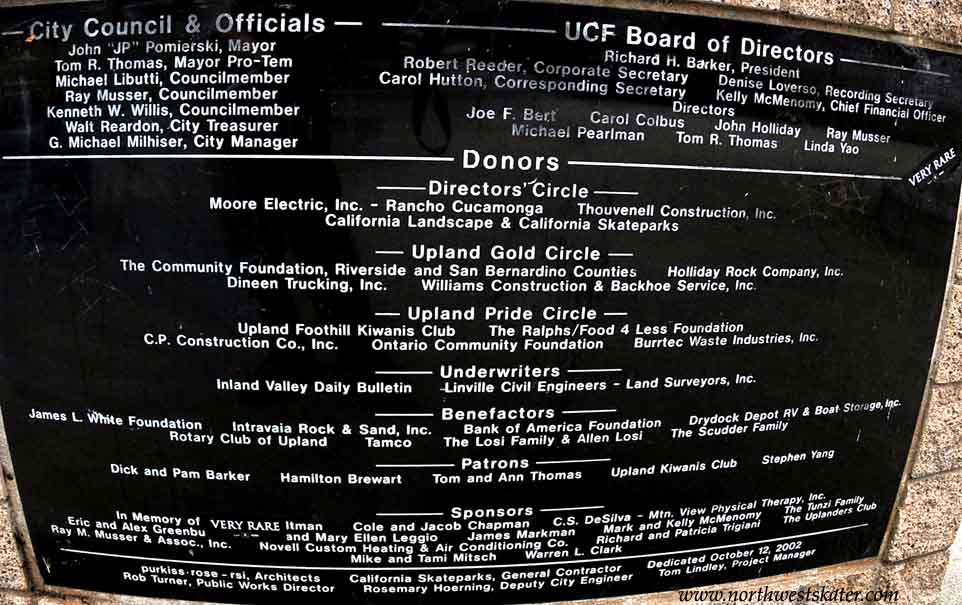 City Council & Officials
John "JP" Pomierski, Mayor
Tom R. Thomas, Mayor Pro-Tem
Michael Libutti, Councilmember
Ray Musser, Councilmember
Kenneth W. Willis, Councilmember
Walt Reardon, City Treasurer
G. Michael Milhiser, City Manager
UCF Board of Directors
Richard H. Barker, President
Robert Reeder, Corporate Secretary Denise Loverso, Recording Secretary
Carol Hutton, Corresponding Secretary Kelly McMenomy, Chief Financial Officer
Directors
Joe F. Bert Carol Colbus John Holliday Ray Musser
Michael Pearlman Tom R. Thomas Linda Yao
VERY RARE
Donors
Directors' Circle
Moore Electric, Inc. - Rancho Cucamonga Thouvenell Construction, Inc.
California Landscape & California Skateparks
Upland Gold Circle
The Community Foundation, Riverside and San Bernardino Counties Holliday Rock Company, Inc.
Dineen Trucking, Inc. Williams Construction & Backhoe Service, Inc.
Upland Pride Circle
Upland Foothill Kiwanis Club The Ralphs/Food 4 Less Foundation
C.P. Construction Co., Inc. Ontario Community Foundation Burrtec Waste Industries, Inc.
Underwriters
Inland Valley Daily Bulletin Linville Civil Engineers - Land Surveyors, Inc.
Benefactors
James L. White Foundation Intravaia Rock & Sand, Inc. Bank of America Foundation Drydock Depot RV & Boat Storage, Inc.
Rotary Club of Upland Tamco The Losi Family & Allen Losi The Scudder Family
Patrons
Dick and Pam Barker Hamilton Brewart Tom and Ann Thomas Upland Kiwanis Club Stephen Yang
Sponsors
In Memory of VERY RARE Itman Cole and Jacob Chapman C.S. DeSilva - Mtn. View Physical Therapy, Inc.
Eric and Alex Greenbu and Mary Ellen Leggio James Markman Mark and Kelly McMenomy The Tunzi Family
Ray M. Musser & Assoc., Inc. Novell Custom Heating & Air Conditioning Co. Richard and Patricia Trigiani The Uplanders Club
Mike and Tami Mitsch Warren L. Clark
purkiss·rose - rsi, Architects California Skateparks, General Contractor Dedicated October 12, 2002
Rob Turner, Public Works Director Rosemary Hoerning, Deputy City Engineer Tom Lindley, Project Manager
www.northwestskater.com